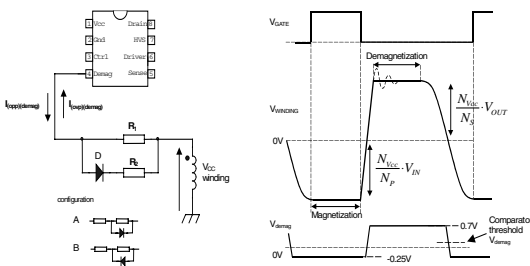 1 Vcc Drain 8
2 Gnd HVS 7
3 Ctrl Driver 6
4 Demag Sense 5
I(opp)(demag)
I(ovp)(demag)
R1
D
R2
VCC
winding
configuration
A
B
VGATE
Demagnetization
VWINDING
0V
NVcc/NS · VOUT
NVcc/NP · VIN
Magnetization
Vdemag
0V
-0.25V
0.7V
Comparato
threshold
Vdemag